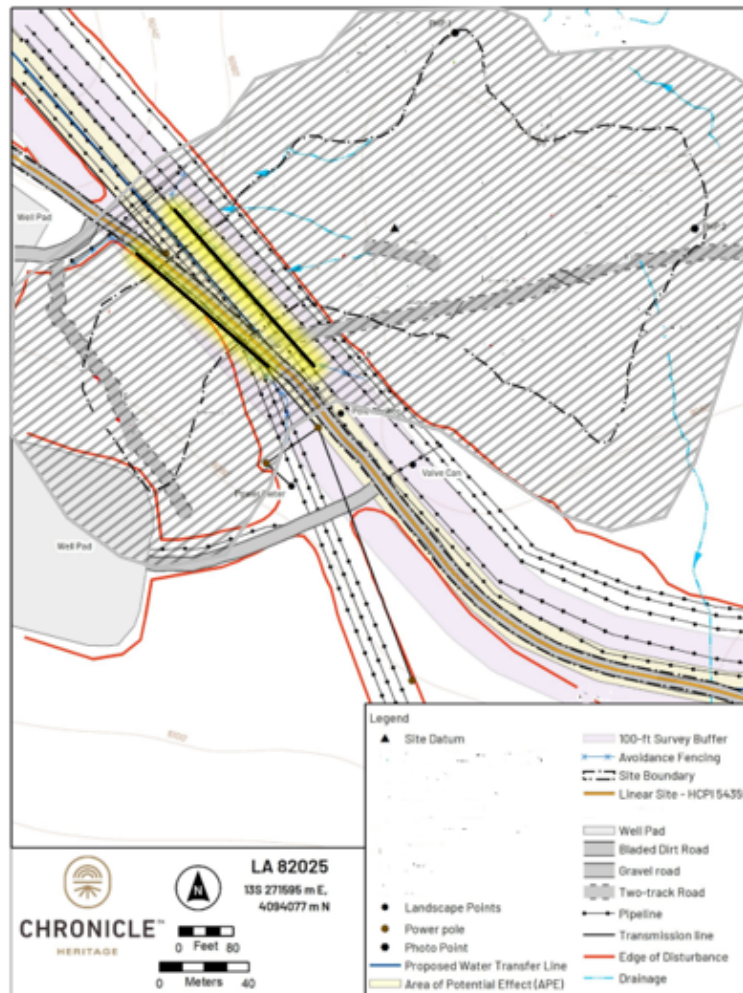 Well Pad
Valve Can
Well Pad
Legend
Site Datum
Landscape Points
Power pole
Photo Point
Proposed Water Transfer Line
Area of Potential Effect (APE)
100-ft Survey Buffer
Avoidance Fencing
Site Boundary
Linear Site - HCPI 5435
Well Pad
Bladed Dirt Road
Gravel road
Two-track Road
Pipeline
Transmission line
Edge of Disturbance
Drainage
CHRONICLE™
HERITAGE
N
0 Feet 80
0 Meters 40
LA 82025
13S 271595 m E,
4094077 m N